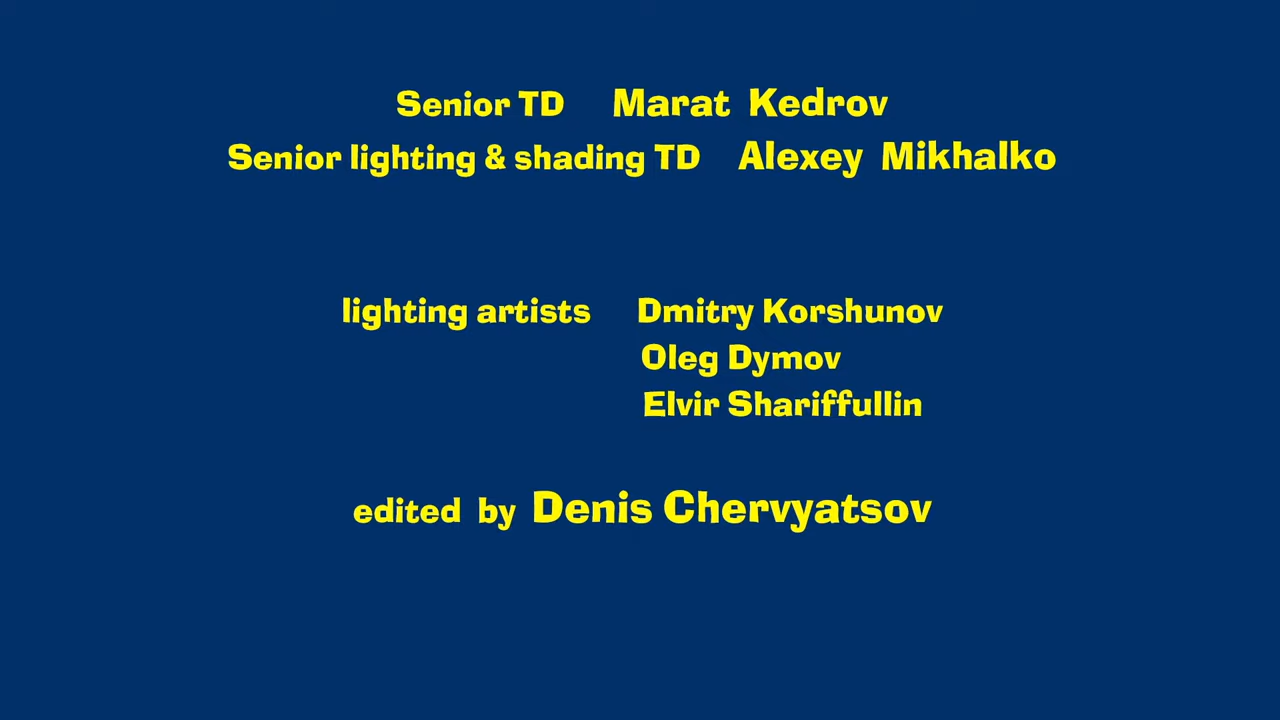 Senior TD Marat Kedrov
Senior lighting & shading TD Alexey Mikhalko
lighting artists Dmitry Korshunov
Oleg Dymov
Elvir Shariffullin
edited by Denis Chervyatsov